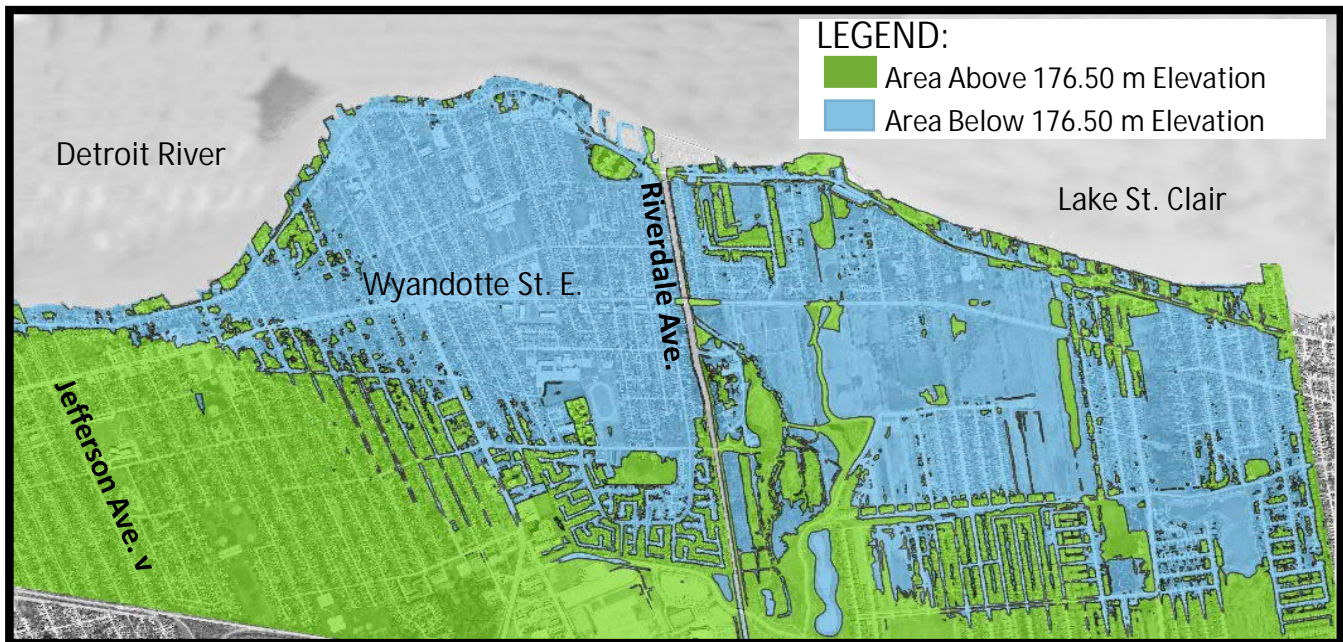 LEGEND:
Area Above 176.50 m Elevation
Area Below 176.50 m Elevation
Detroit River
Lake St. Clair
Riverdale Ave.
Wyandotte St. E.
Jefferson Ave. v